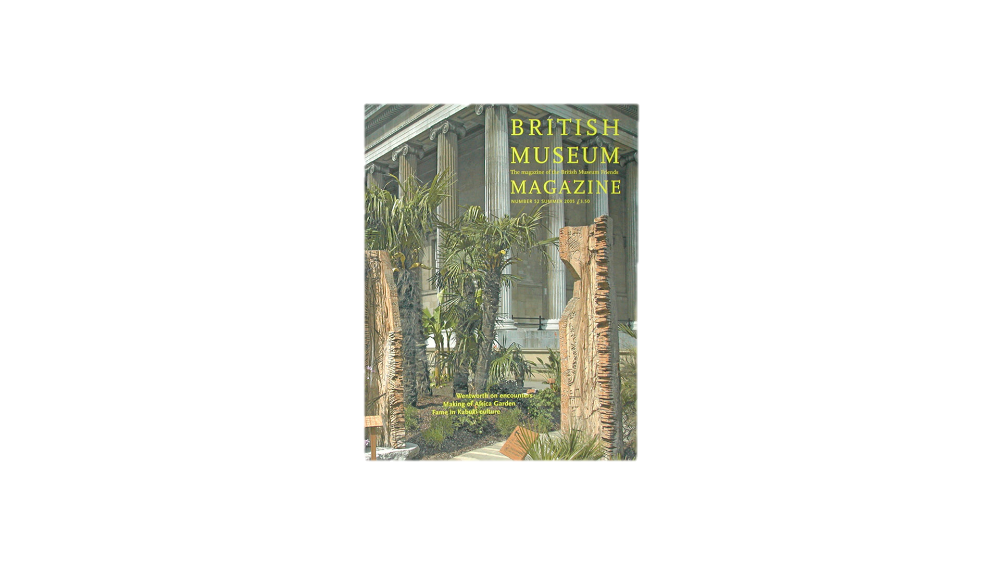 BRITISH
MUSEUM
The magazine of the British Museum Friends
MAGAZINE
NUMBER 52 SUMMER 2005 £3.50
Wentworth on encounters
Making of Africa Garden
Fame in Kabuki culture